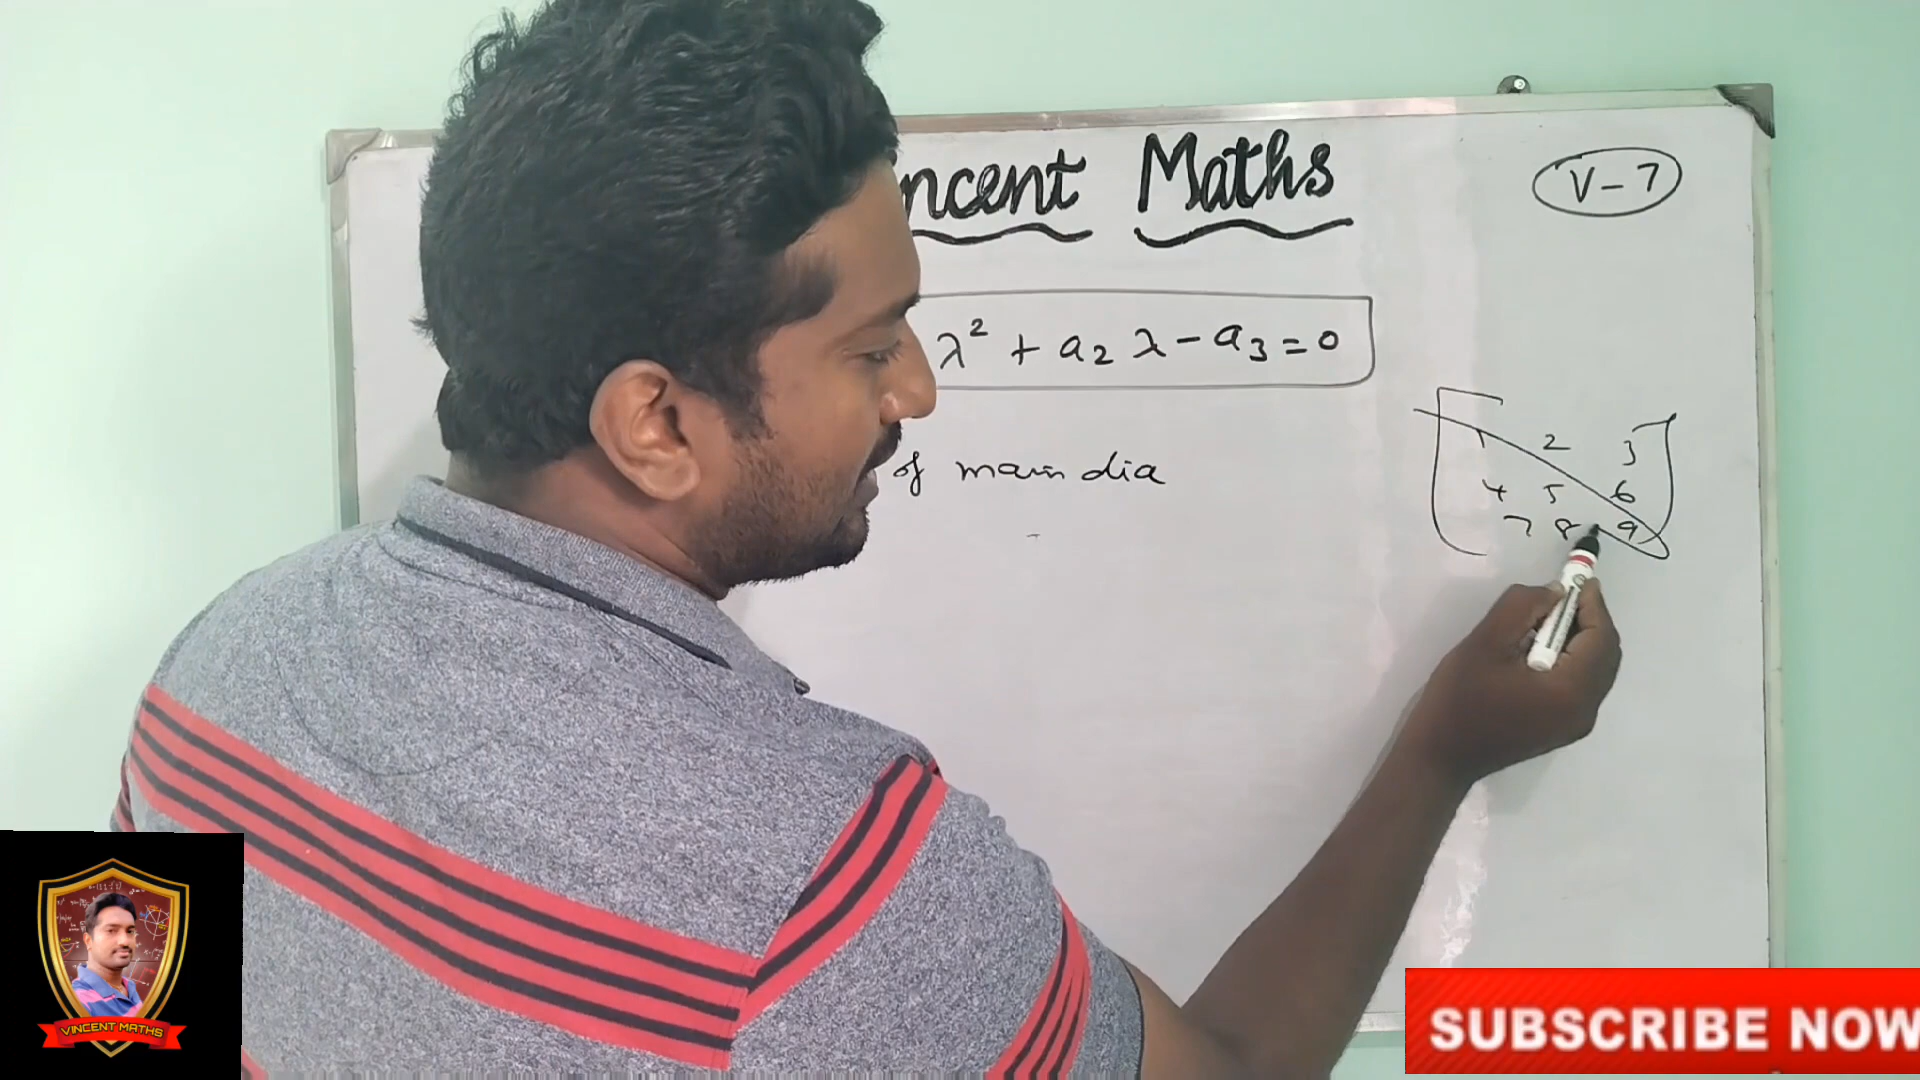 ncent Maths
V-7
λ² + a₂ λ - a₃ = 0
of main dia
1 2 3
4 5 6
7 8 9
VINCENT MATHS
SUBSCRIBE NOW